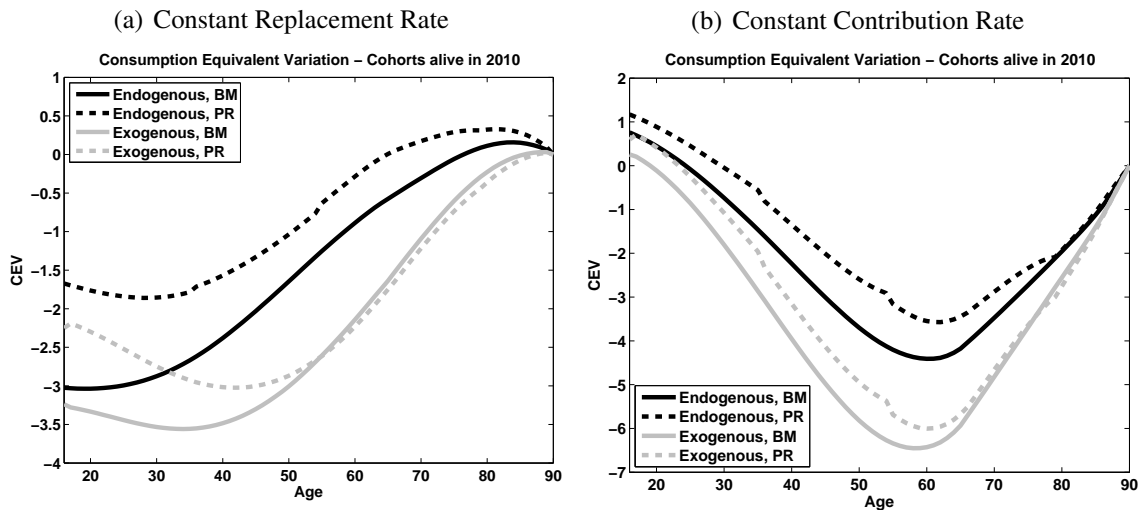 (a) Constant Replacement Rate
Consumption Equivalent Variation – Cohorts alive in 2010
1
0.5
0
−0.5
−1
−1.5
−2
−2.5
−3
−3.5
−4
CEV
Endogenous, BM
Endogenous, PR
Exogenous, BM
Exogenous, PR
20 30 40 50 60 70 80 90
Age
(b) Constant Contribution Rate
Consumption Equivalent Variation – Cohorts alive in 2010
2
1
0
−1
−2
−3
−4
−5
−6
−7
CEV
Endogenous, BM
Endogenous, PR
Exogenous, BM
Exogenous, PR
20 30 40 50 60 70 80 90
Age